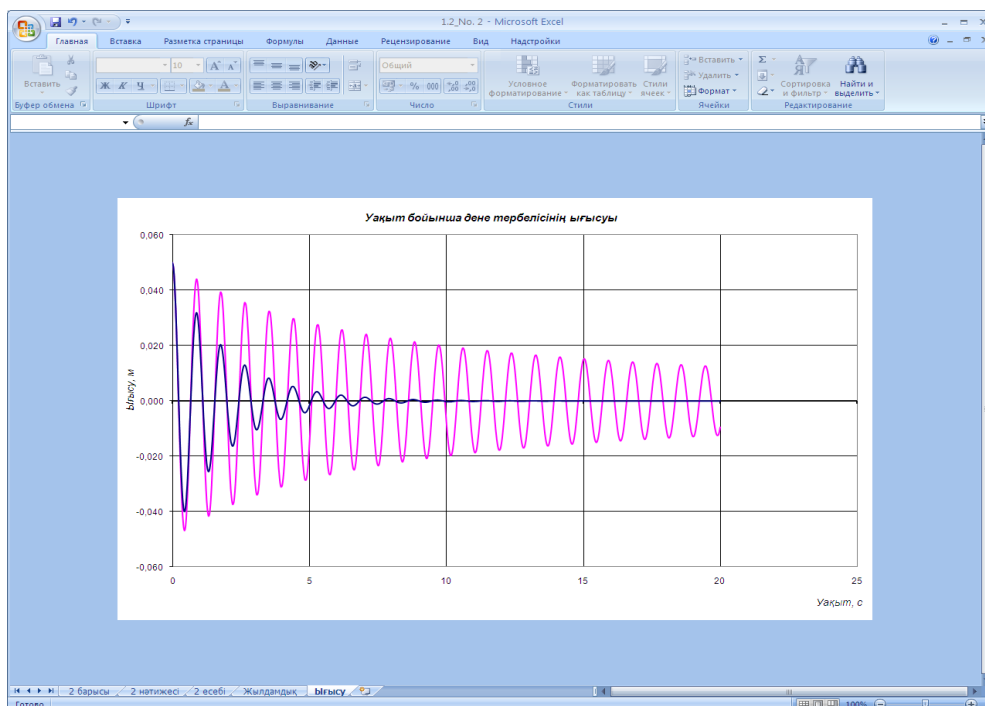 1.2_No. 2 - Microsoft Excel
Главная Вставка Разметка страницы Формулы Данные Рецензирование Вид Надстройки
Вставить
10
Общий
Ж К Ч
% 000
Условное форматирование
Форматировать как таблицу
Стили ячеек
Вставить
Удалить
Формат
Сортировка и фильтр
Найти и выделить
Буфер обмена Шрифт Выравнивание Число Стили Ячейки Редактирование
fx
Уақыт бойынша дене тербелісінің ығысуы
0,060
0,040
0,020
0,000
-0,020
-0,040
-0,060
Ығысу, м
0 5 10 15 20 25
Уақыт, с
2 барысы 2 нәтижесі 2 есебі Жылдамдық Ығысу
Готово 100%